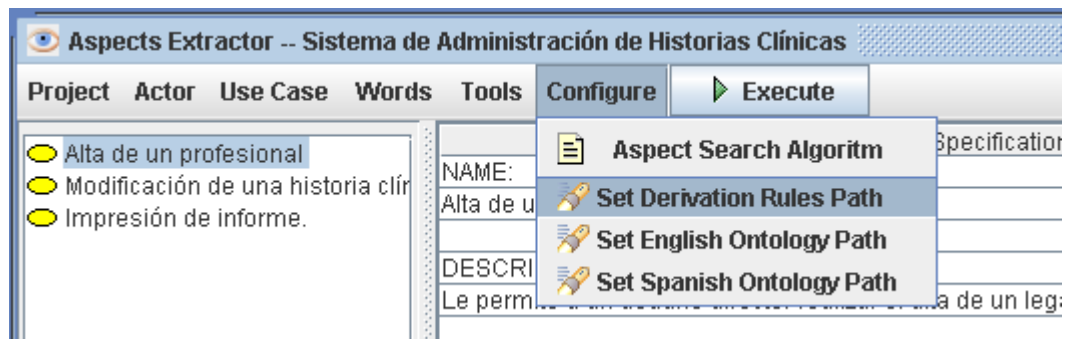 Aspects Extractor -- Sistema de Administración de Historias Clínicas
Project Actor Use Case Words Tools Configure Execute
Alta de un profesional
Modificación de una historia clír
Impresión de informe.
Aspect Search Algoritm
Set Derivation Rules Path
Set English Ontology Path
Set Spanish Ontology Path
Specification
NAME:
Alta de u
DESCRI
Le permi
de un lega